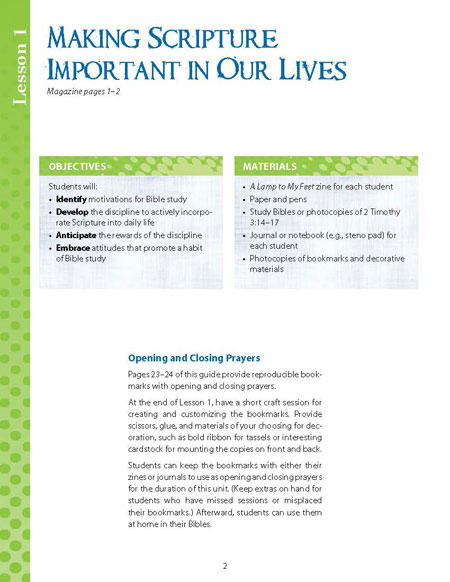 Lesson 1
MAKING SCRIPTURE
IMPORTANT IN OUR LIVES
Magazine pages 1–2
OBJECTIVES
Students will:
• Identify motivations for Bible study
• Develop the discipline to actively incorpo-
rate Scripture into daily life
• Anticipate the rewards of the discipline
• Embrace attitudes that promote a habit
of Bible study
MATERIALS
• A Lamp to My Feet zine for each student
• Paper and pens
• Study Bibles or photocopies of 2 Timothy
3:14–17
• Journal or notebook (e.g., steno pad) for
each student
• Photocopies of bookmarks and decorative
materials
Opening and Closing Prayers
Pages 23–24 of this guide provide reproducible book-
marks with opening and closing prayers.
At the end of Lesson 1, have a short craft session for
creating and customizing the bookmarks. Provide
scissors, glue, and materials of your choosing for dec-
oration, such as bold ribbon for tassels or interesting
cardstock for mounting the copies on front and back.
Students can keep the bookmarks with either their
zines or journals to use as opening and closing prayers
for the duration of this unit. (Keep extras on hand for
students who have missed sessions or misplaced
their bookmarks.) Afterward, students can use them
at home in their Bibles.
2